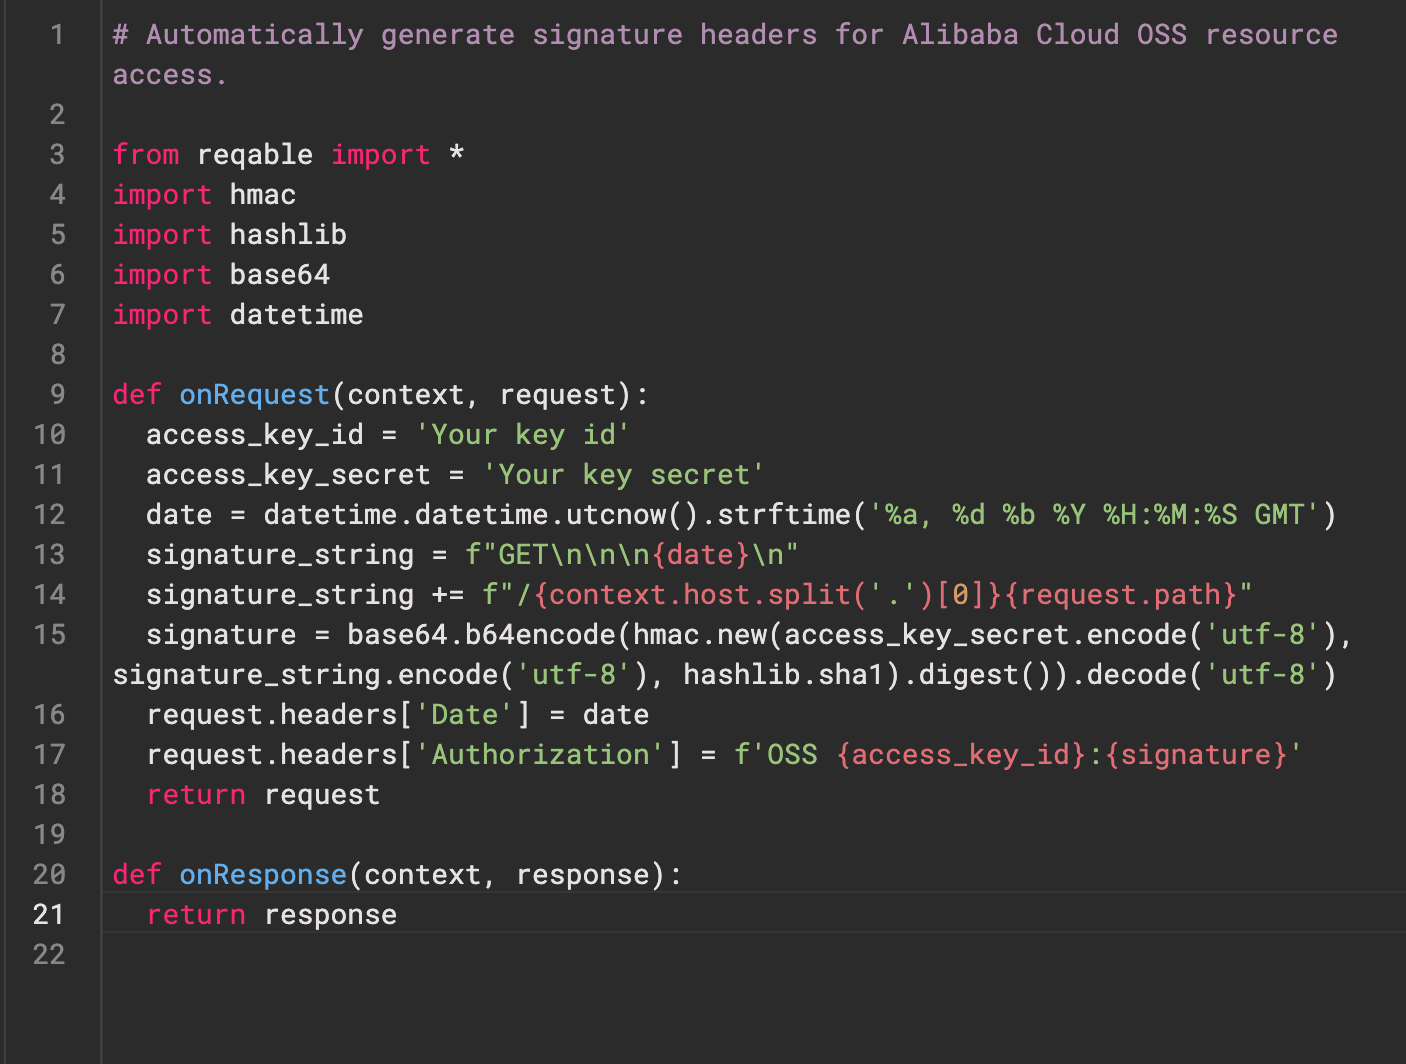 1 # Automatically generate signature headers for Alibaba Cloud OSS resource
access.
2
3 from reqable import *
4 import hmac
5 import hashlib
6 import base64
7 import datetime
8
9 def onRequest(context, request):
10   access_key_id = 'Your key id'
11   access_key_secret = 'Your key secret'
12   date = datetime.datetime.utcnow().strftime('%a, %d %b %Y %H:%M:%S GMT')
13   signature_string = f"GET\n\n\n{date}\n"
14   signature_string += f"/{context.host.split('.')[0]}{request.path}"
15   signature = base64.b64encode(hmac.new(access_key_secret.encode('utf-8'),
signature_string.encode('utf-8'), hashlib.sha1).digest()).decode('utf-8')
16   request.headers['Date'] = date
17   request.headers['Authorization'] = f'OSS {access_key_id}:{signature}'
18   return request
19
20 def onResponse(context, response):
21   return response
22